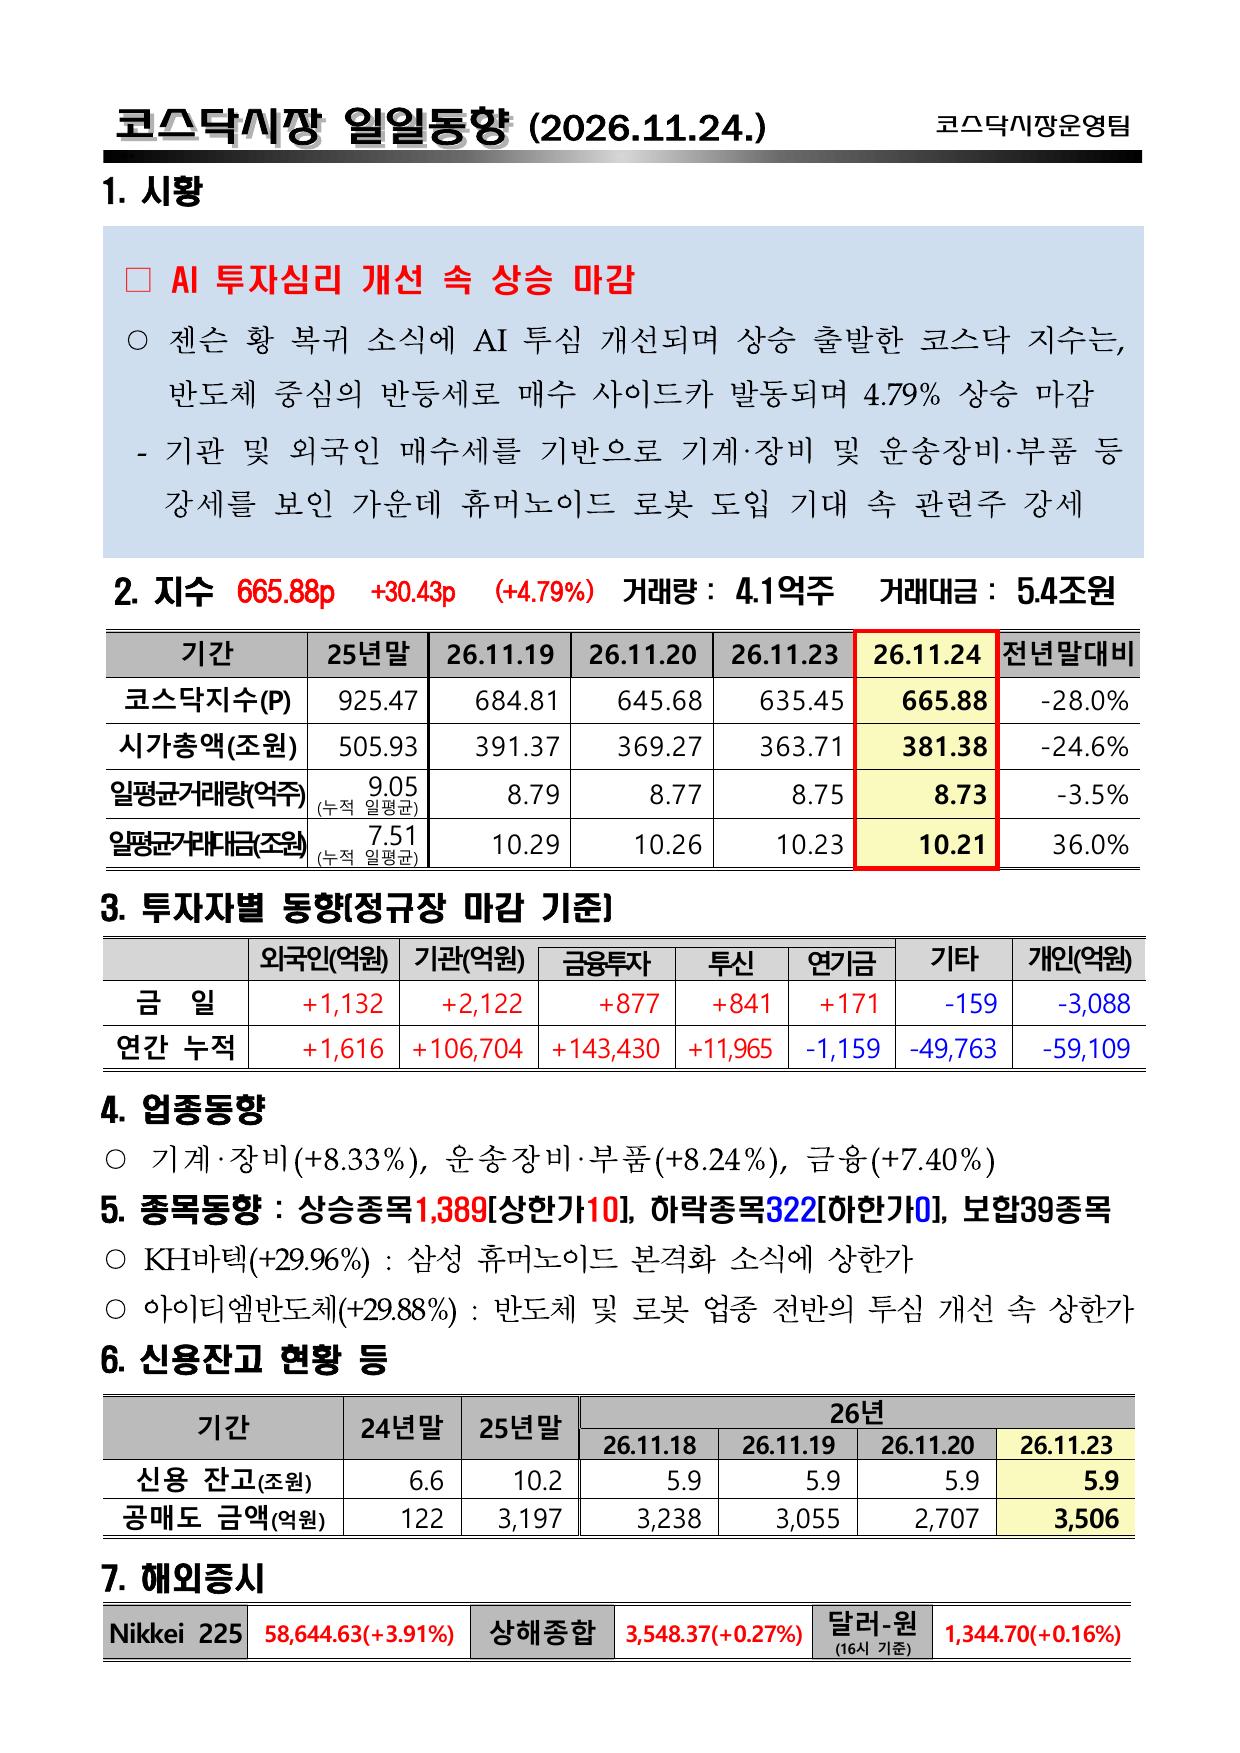 코스닥시장 일일동향 (2026.11.24.) 코스닥시장운영팀
1. 시황
□ AI 투자심리 개선 속 상승 마감
○ 젠슨 황 복귀 소식에 AI 투심 개선되며 상승 출발한 코스닥 지수는,
반도체 중심의 반등세로 매수 사이드카 발동되며 4.79% 상승 마감
- 기관 및 외국인 매수세를 기반으로 기계·장비 및 운송장비·부품 등
강세를 보인 가운데 휴머노이드 로봇 도입 기대 속 관련주 강세
2. 지수 665.88p +30.43p (+4.79%) 거래량 : 4.1억주 거래대금 : 5.4조원
기간 25년말 26.11.19 26.11.20 26.11.23 26.11.24 전년말대비
코스닥지수(P) 925.47 684.81 645.68 635.45 665.88 -28.0%
시가총액(조원) 505.93 391.37 369.27 363.71 381.38 -24.6%
일평균거래량(억주) 9.05 (누적 일평균) 8.79 8.77 8.75 8.73 -3.5%
일평균거래대금(조원) 7.51 (누적 일평균) 10.29 10.26 10.23 10.21 36.0%
3. 투자자별 동향(정규장 마감 기준)
외국인(억원) 기관(억원) 금융투자 투신 연기금 기타 개인(억원)
금 일 +1,132 +2,122 +877 +841 +171 -159 -3,088
연간 누적 +1,616 +106,704 +143,430 +11,965 -1,159 -49,763 -59,109
4. 업종동향
○ 기계·장비(+8.33%), 운송장비·부품(+8.24%), 금융(+7.40%)
5. 종목동향 : 상승종목1,389[상한가10], 하락종목322[하한가0], 보합39종목
○ KH바텍(+29.96%) : 삼성 휴머노이드 본격화 소식에 상한가
○ 아이티엠반도체(+29.88%) : 반도체 및 로봇 업종 전반의 투심 개선 속 상한가
6. 신용잔고 현황 등
기간 24년말 25년말 26년
26.11.18 26.11.19 26.11.20 26.11.23
신용 잔고(조원) 6.6 10.2 5.9 5.9 5.9 5.9
공매도 금액(억원) 122 3,197 3,238 3,055 2,707 3,506
7. 해외증시
Nikkei 225 58,644.63(+3.91%) 상해종합 3,548.37(+0.27%) 달러-원 (16시 기준) 1,344.70(+0.16%)